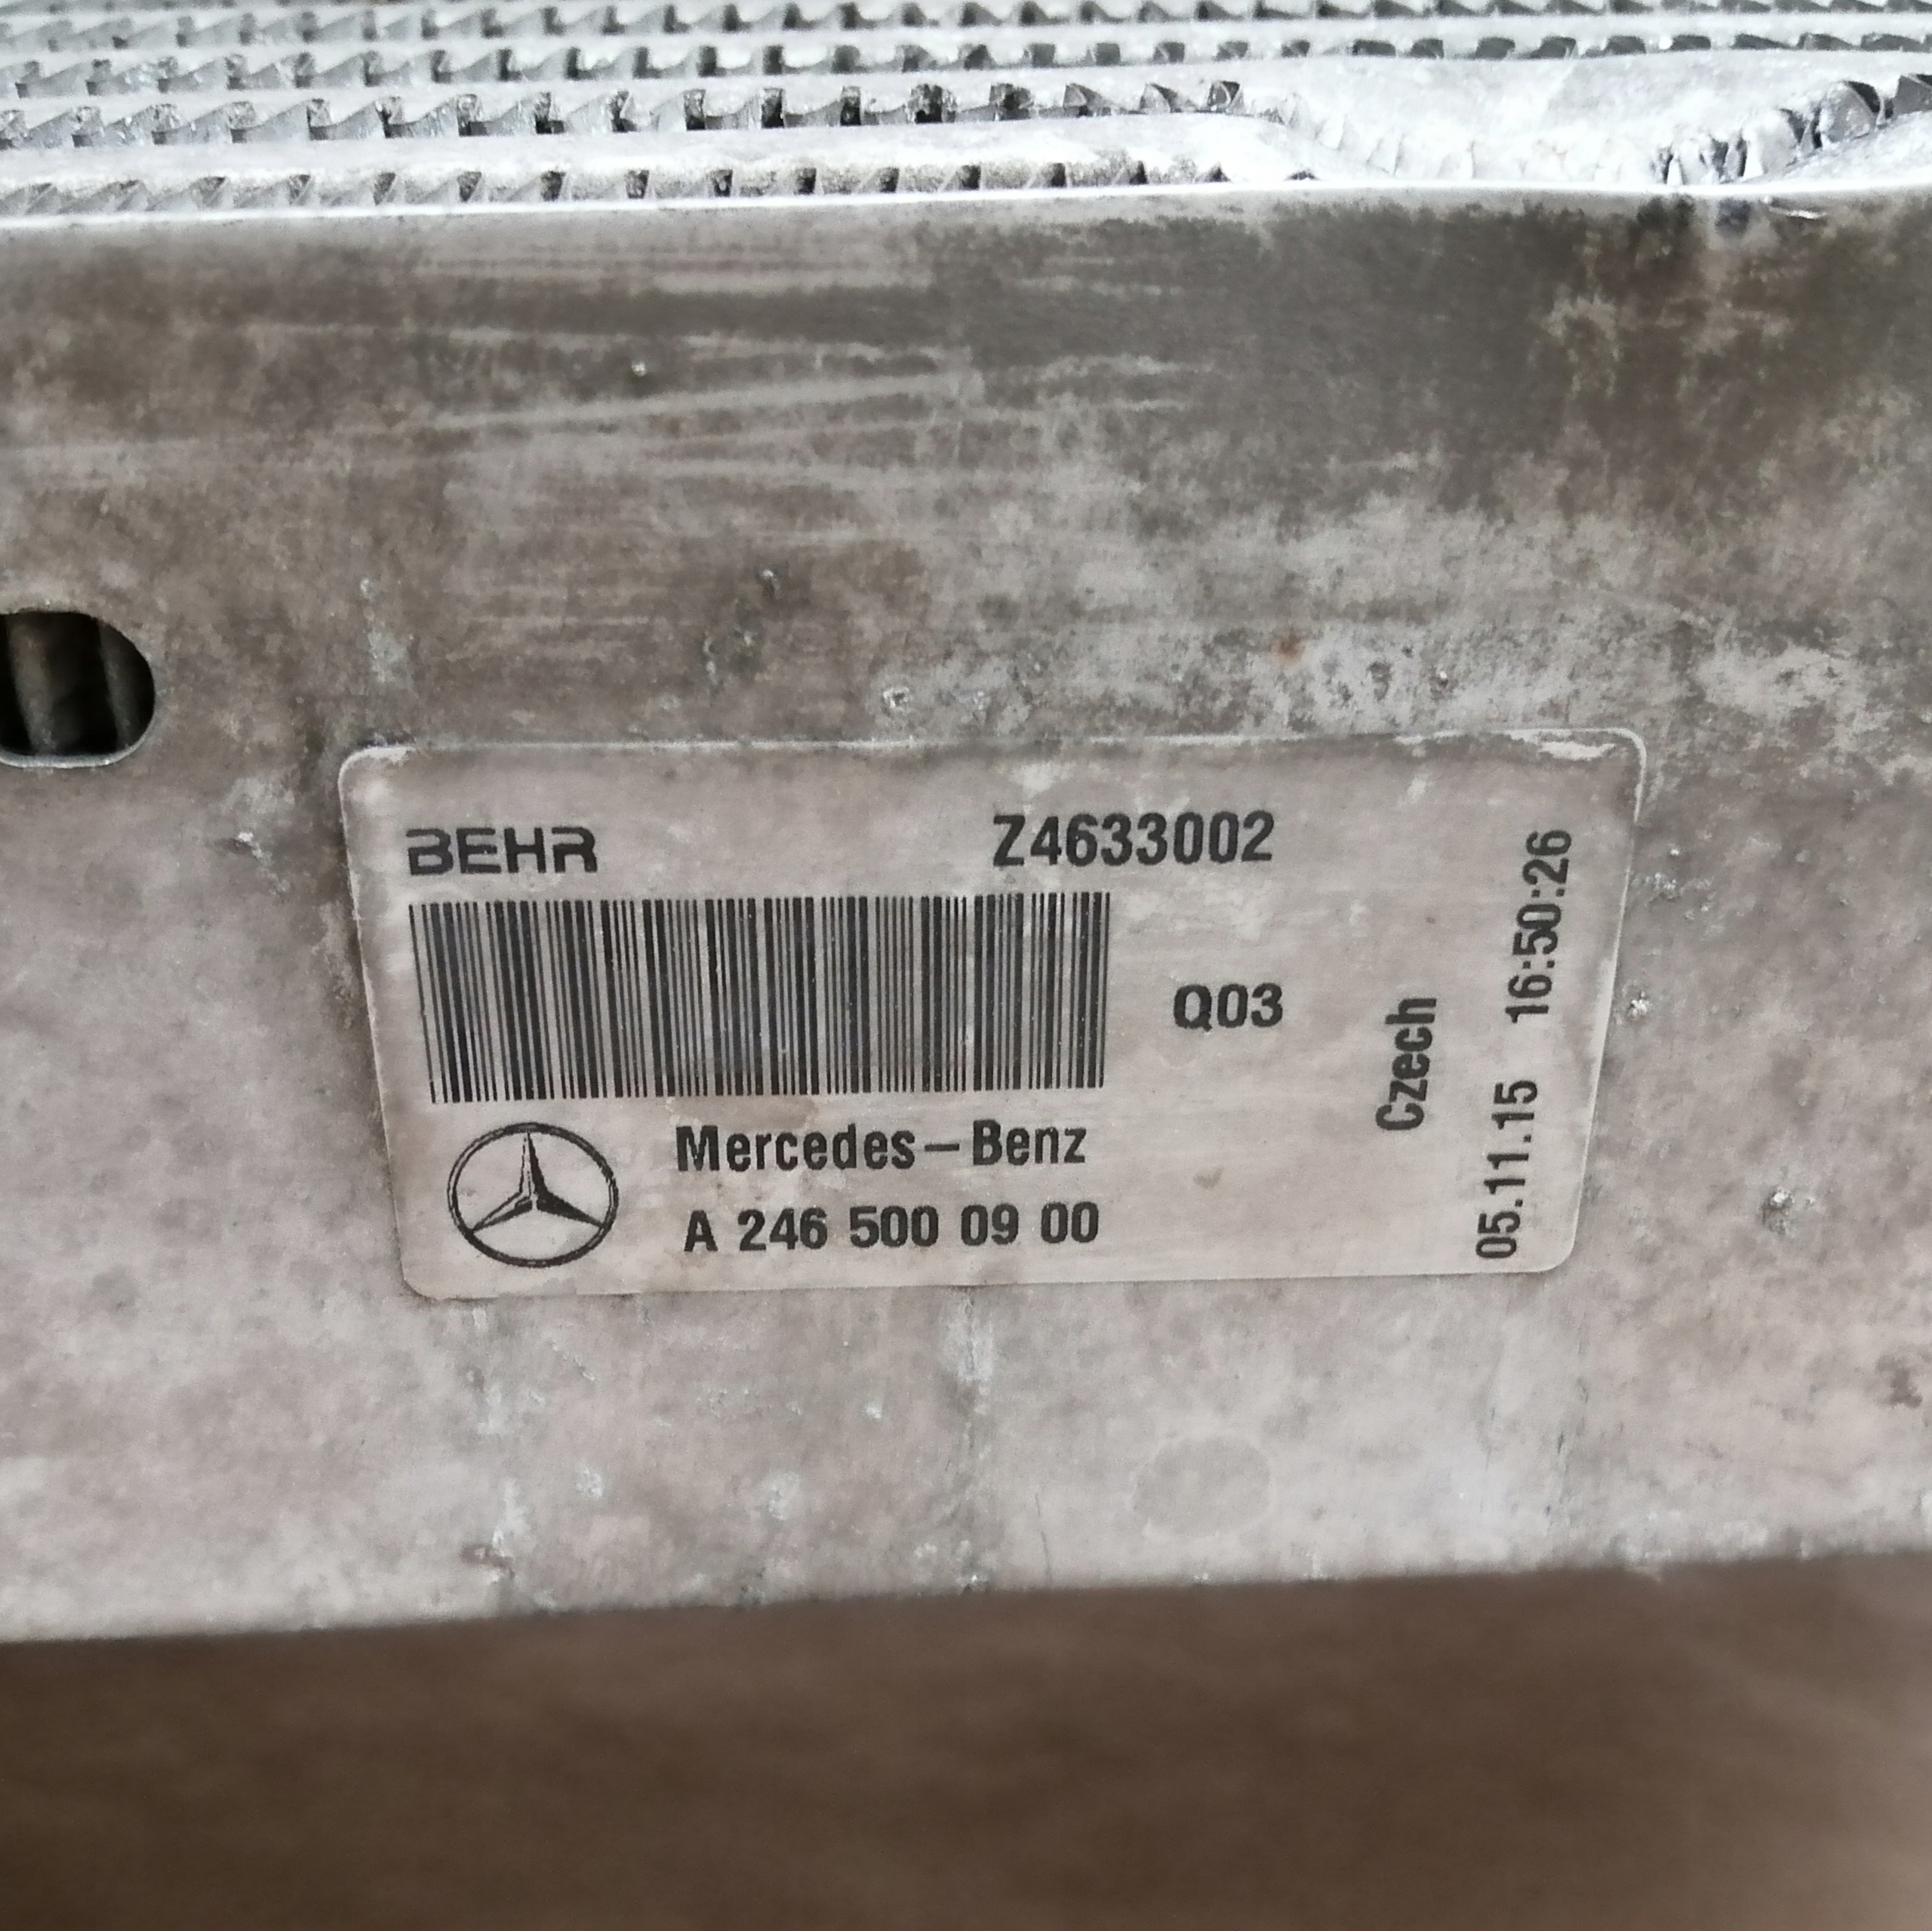 BEHR
Z4633002
Q03
Mercedes-Benz
A 246 500 09 00
Czech
05.11.15 16:50:26